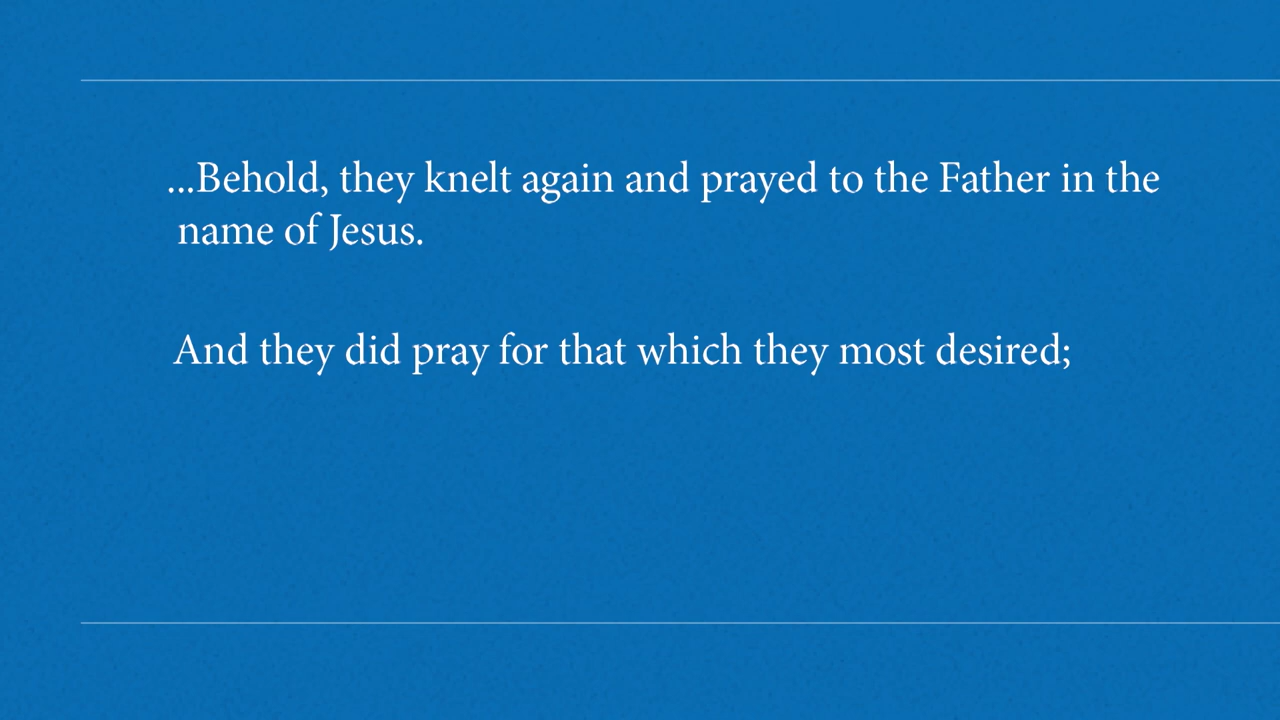 ...Behold, they knelt again and prayed to the Father in the
name of Jesus.
And they did pray for that which they most desired;